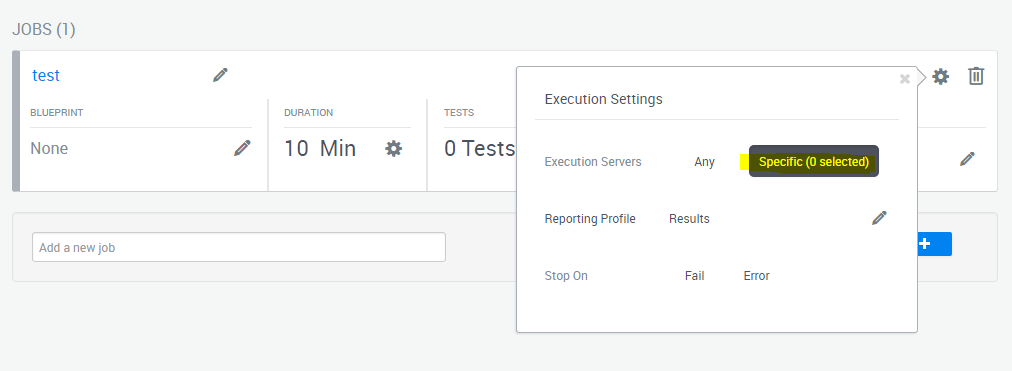 JOBS (1)
test
BLUEPRINT
None
DURATION
10 Min
TESTS
0 Tests
Execution Settings
Execution Servers Any Specific (0 selected)
Reporting Profile Results
Stop On Fail Error
Add a new job